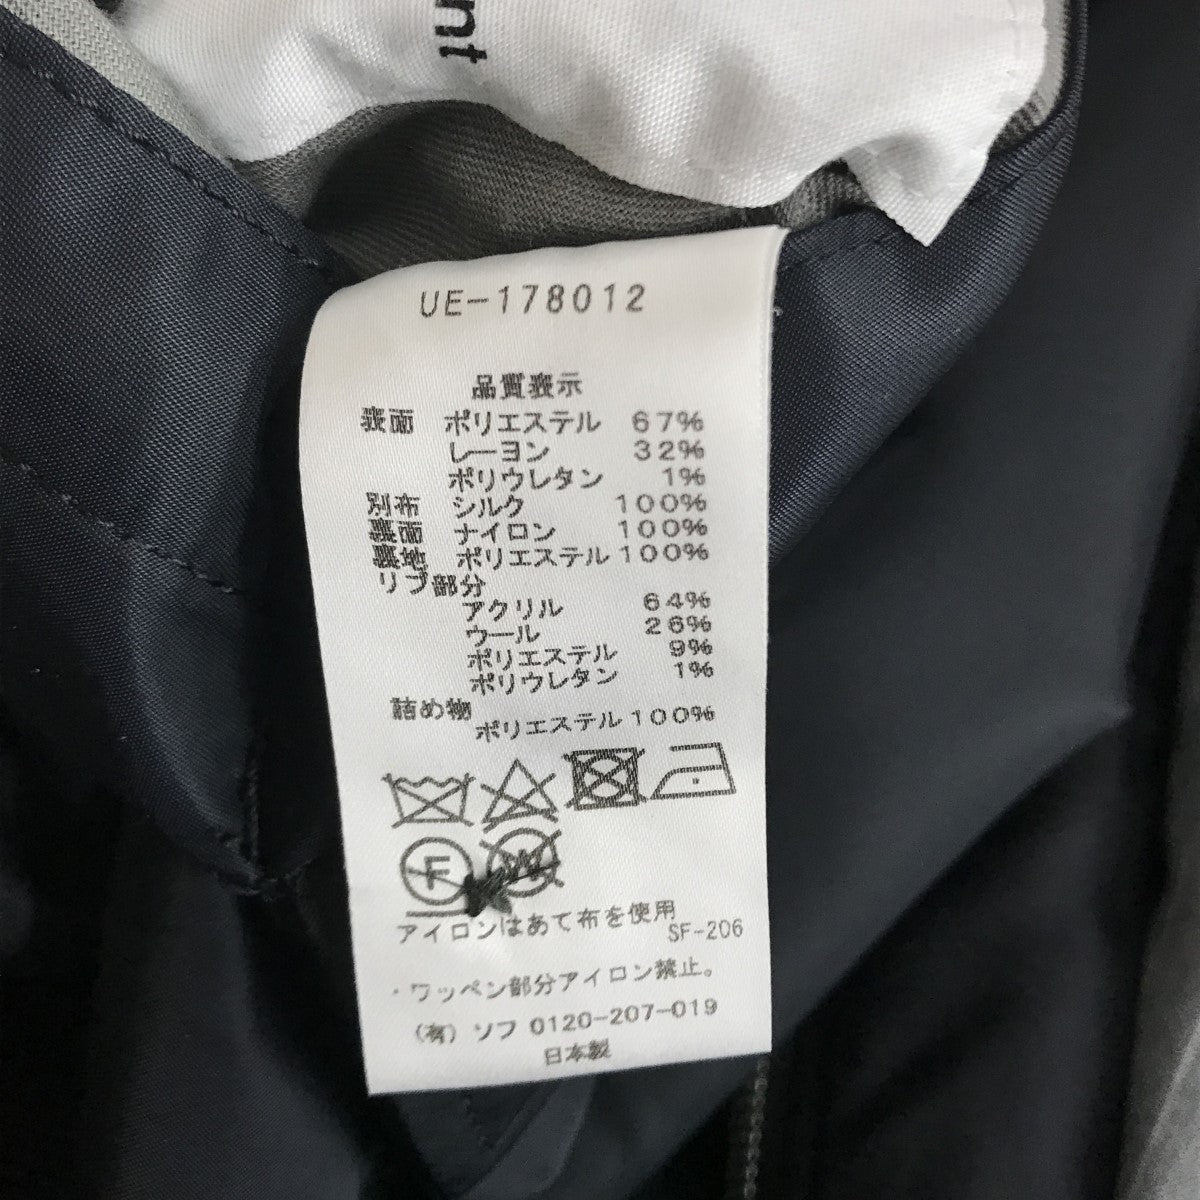 nt
UE-178012
品質表示
表面 ポリエステル 67%
レーヨン 32%
ポリウレタン 1%
別布 シルク 100%
裏面 ナイロン 100%
裏地 ポリエステル 100%
リブ部分
アクリル 64%
ウール 26%
ポリエステル 9%
ポリウレタン 1%
詰め物
ポリエステル 100%
F W
アイロンはあて布を使用
SF-206
・ワッペン部分アイロン禁止。
(有) ソフ 0120-207-019
日本製